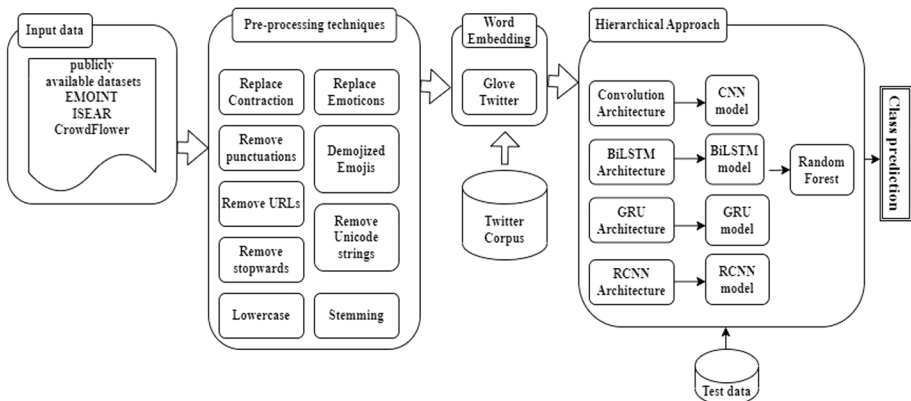 Input data
publicly
available datasets
EMOINT
ISEAR
CrowdFlower
Pre-processing techniques
Replace
Contraction
Replace
Emoticons
Remove
punctuations
Demojized
Emojis
Remove URLs
Remove
Unicode
strings
Remove
stopwards
Lowercase
Stemming
Word
Embedding
Glove
Twitter
Twitter
Corpus
Hierarchical Approach
Convolution
Architecture
CNN
model
BiLSTM
Architecture
BiLSTM
model
Random
Forest
GRU
Architecture
GRU
model
RCNN
Architecture
RCNN
model
Test data
Class prediction